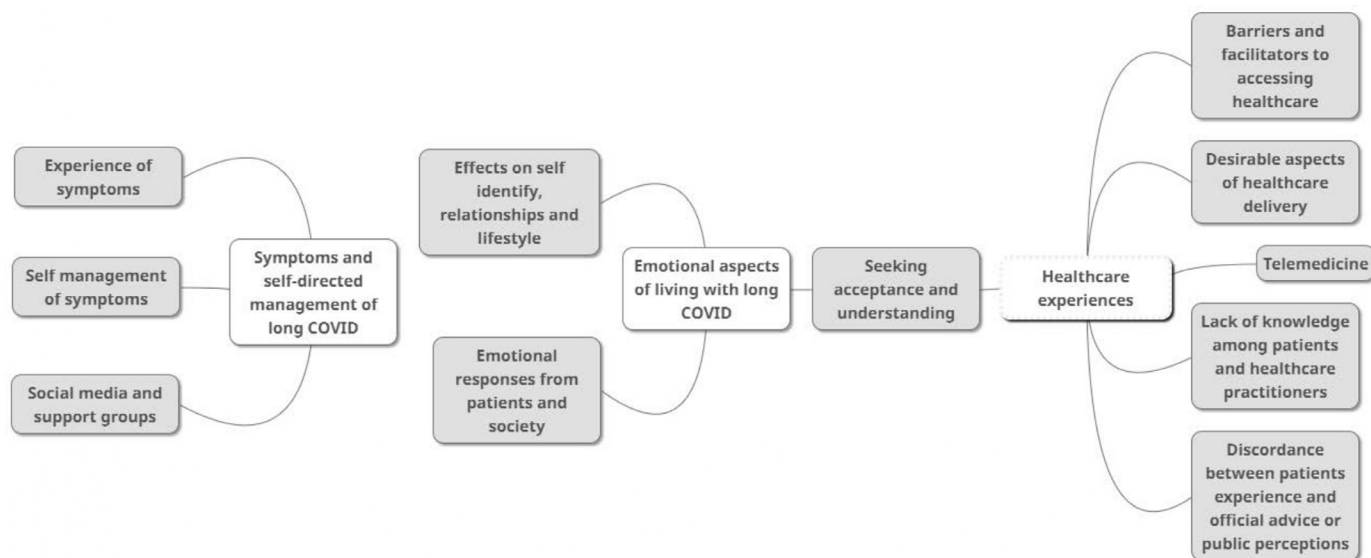 Experience of
symptoms
Self management
of symptoms
Social media and
support groups
Symptoms and
self-directed
management of
long COVID
Effects on self
identify,
relationships and
lifestyle
Emotional
responses from
patients and
society
Emotional aspects
of living with long
COVID
Seeking
acceptance and
understanding
Healthcare
experiences
Barriers and
facilitators to
accessing
healthcare
Desirable aspects
of healthcare
delivery
Telemedicine
Lack of knowledge
among patients
and healthcare
practitioners
Discordance
between patients
experience and
official advice or
public perceptions